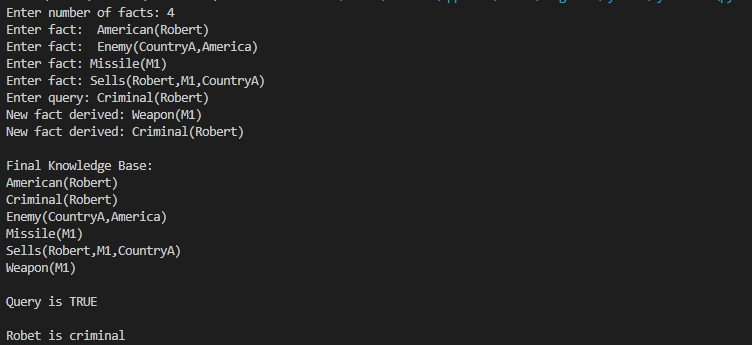 Enter number of facts: 4
Enter fact:  American(Robert)
Enter fact:  Enemy(CountryA,America)
Enter fact: Missile(M1)
Enter fact: Sells(Robert,M1,CountryA)
Enter query: Criminal(Robert)
New fact derived: Weapon(M1)
New fact derived: Criminal(Robert)
Final Knowledge Base:
American(Robert)
Criminal(Robert)
Enemy(CountryA,America)
Missile(M1)
Sells(Robert,M1,CountryA)
Weapon(M1)
Query is TRUE
Robet is criminal